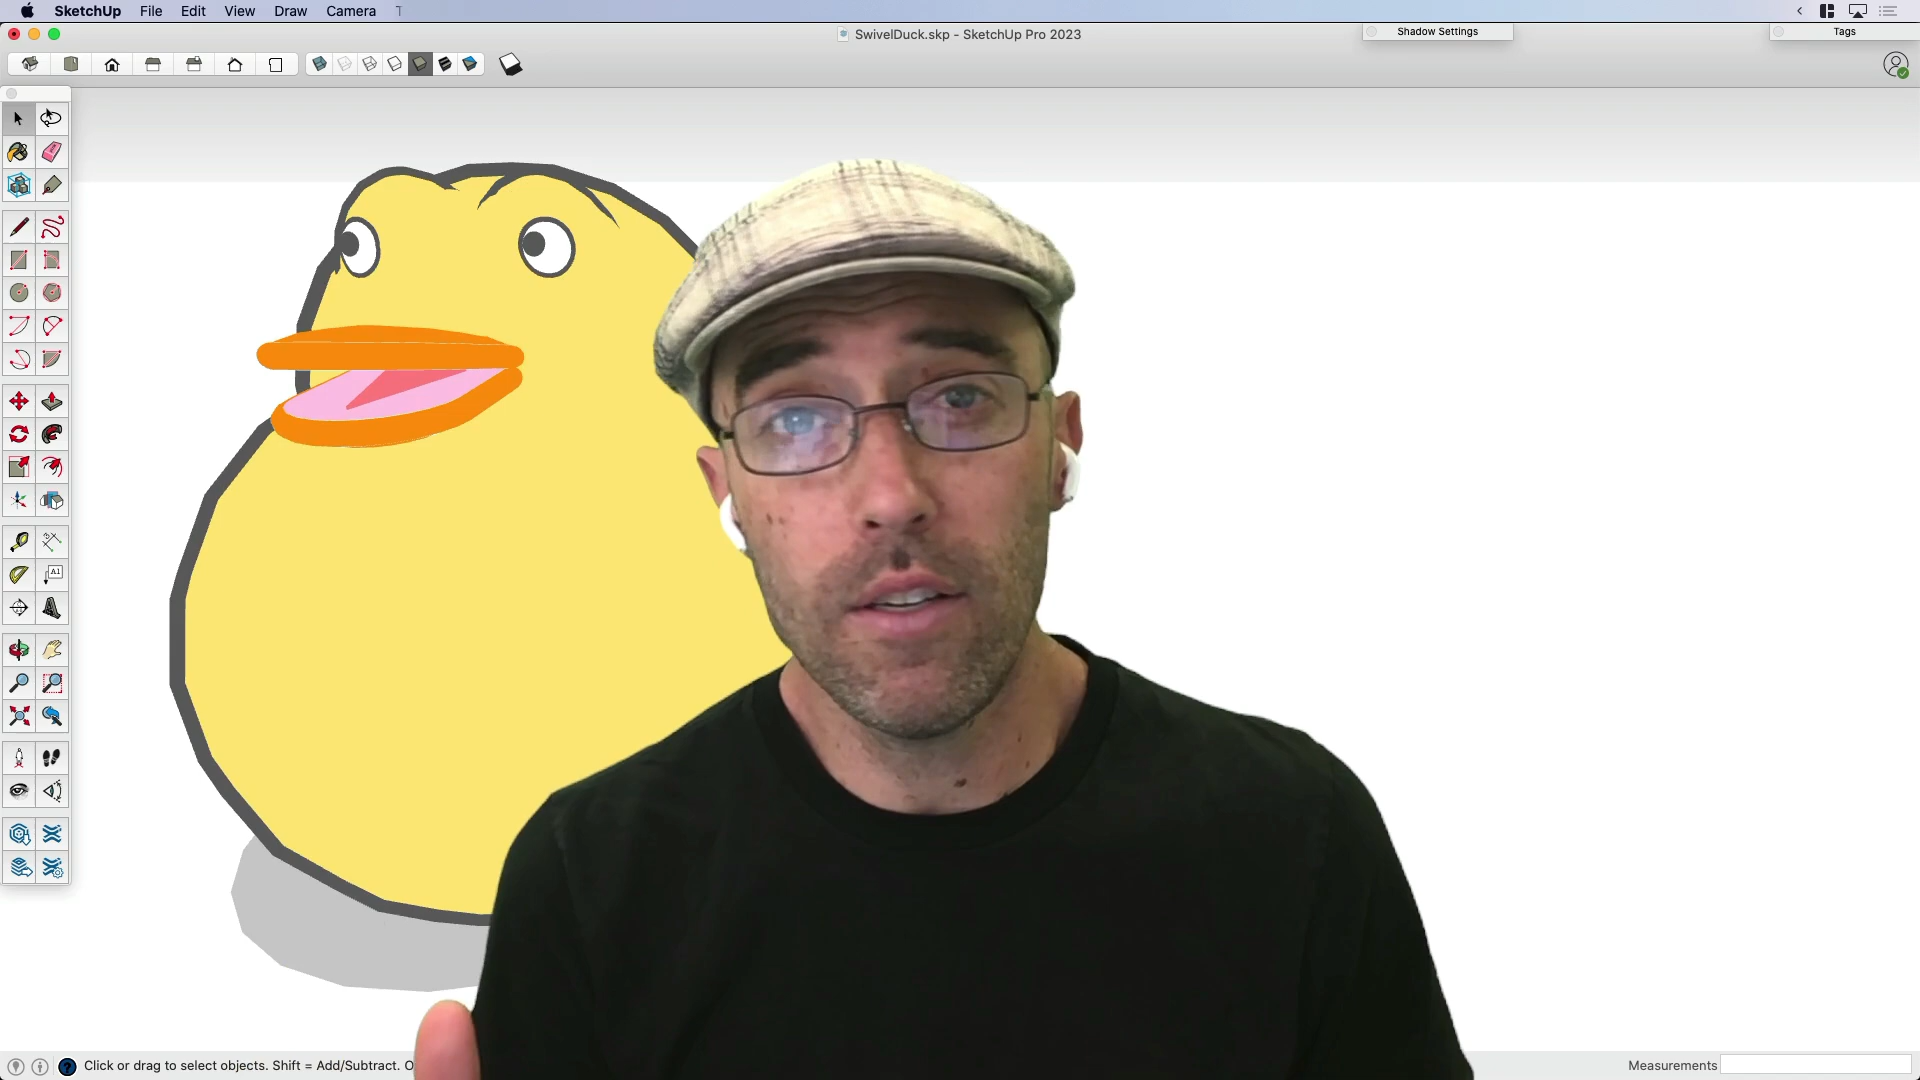 SketchUp File Edit View Draw Camera T
SwivelDuck.skp - SketchUp Pro 2023
Shadow Settings
Tags
A1
Click or drag to select objects. Shift = Add/Subtract. O
Measurements